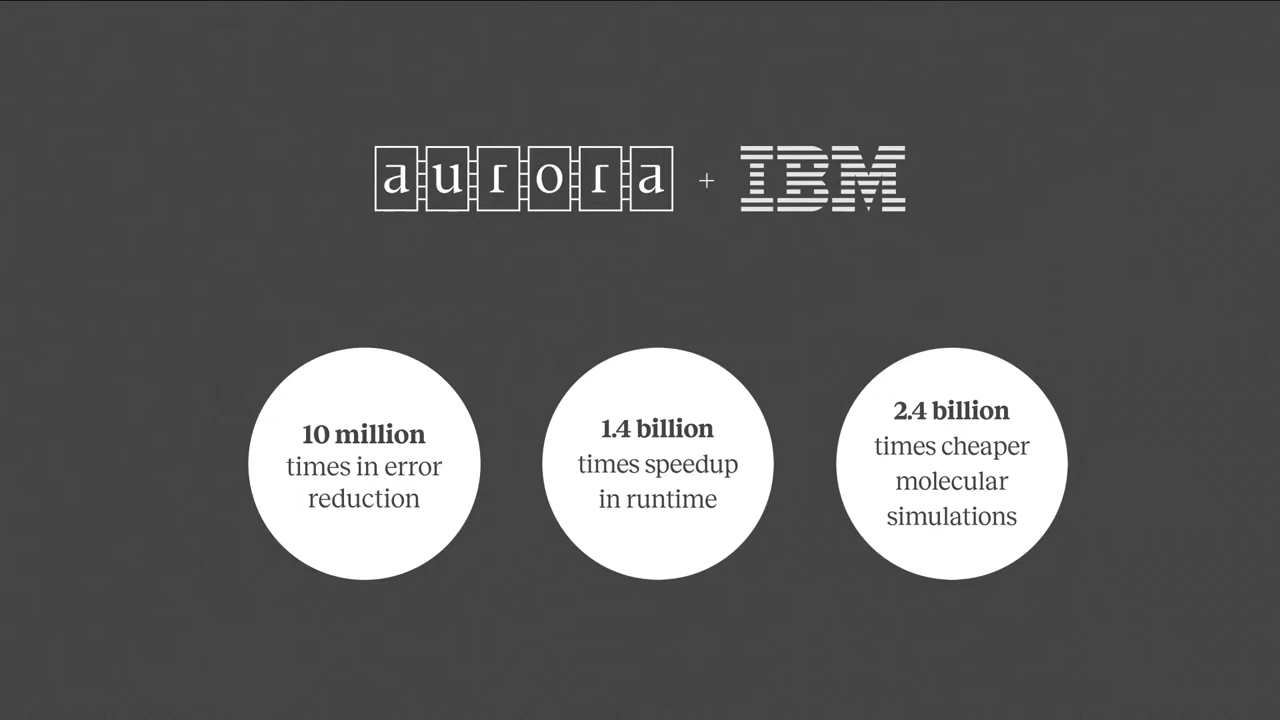 aurora + IBM
10 million
times in error
reduction
1.4 billion
times speedup
in runtime
2.4 billion
times cheaper
molecular
simulations